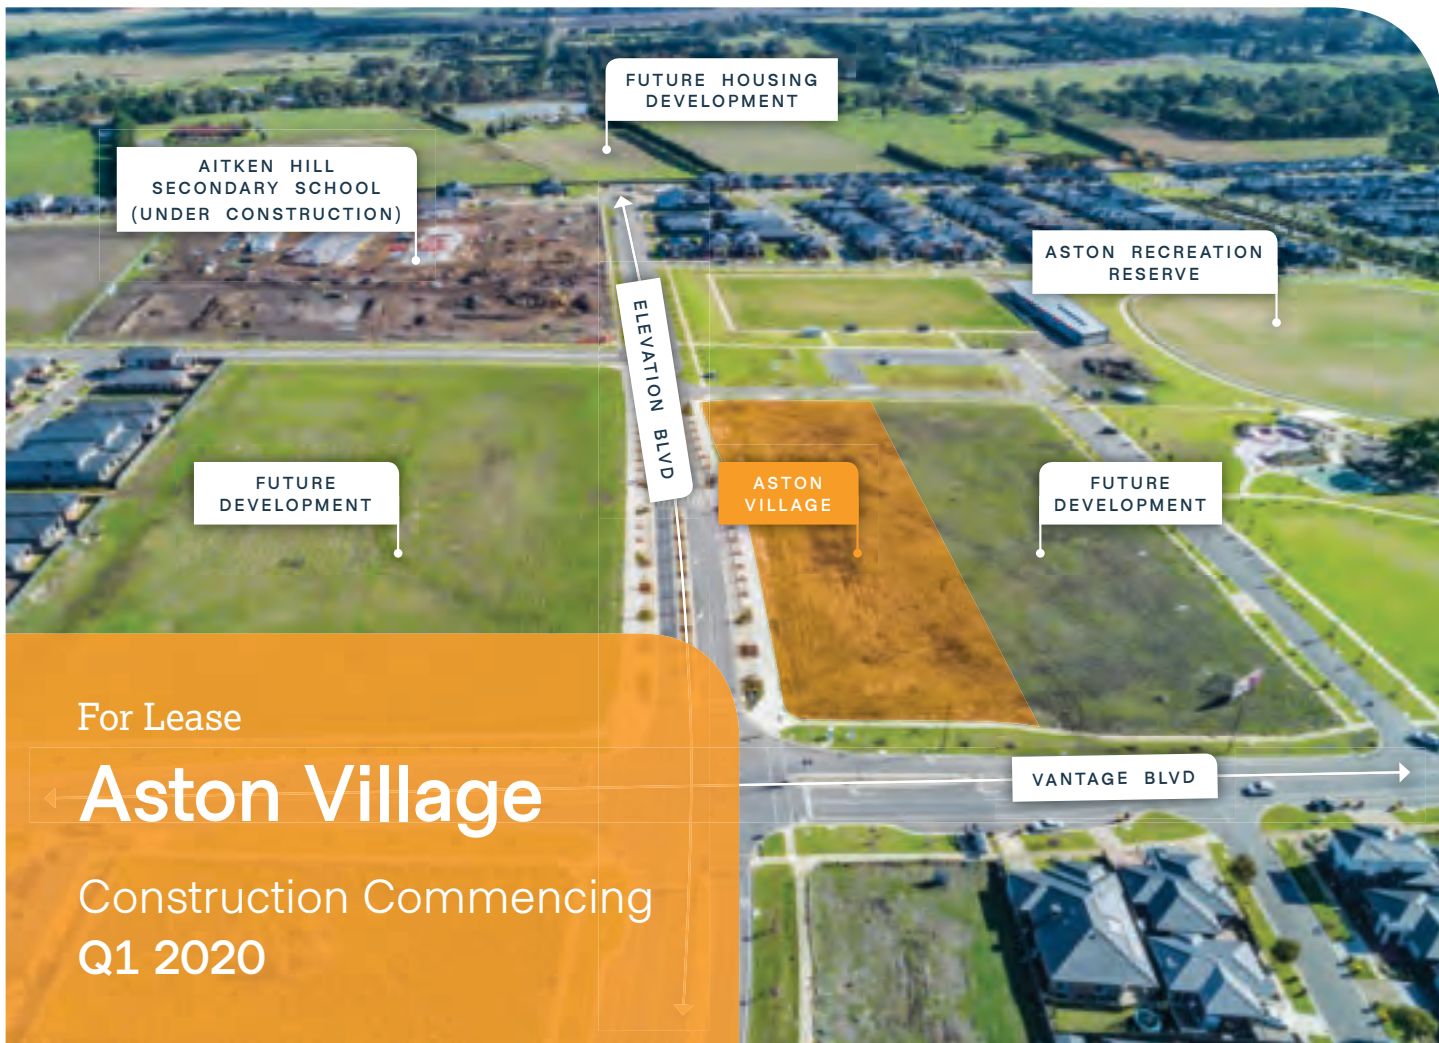 FUTURE HOUSING
DEVELOPMENT
AITKEN HILL
SECONDARY SCHOOL
(UNDER CONSTRUCTION)
ASTON RECREATION
RESERVE
ELEVATION BLVD
FUTURE
DEVELOPMENT
ASTON
VILLAGE
FUTURE
DEVELOPMENT
VANTAGE BLVD
For Lease
Aston Village
Construction Commencing
Q1 2020